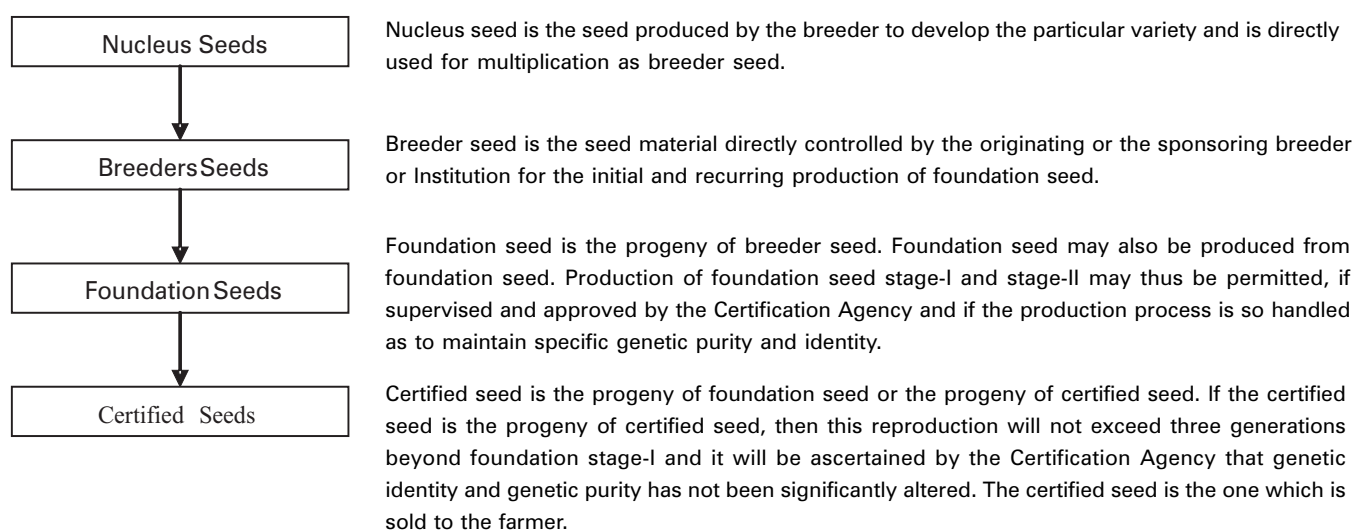 Nucleus Seeds
Nucleus seed is the seed produced by the breeder to develop the particular variety and is directly
used for multiplication as breeder seed.
Breeders Seeds
Breeder seed is the seed material directly controlled by the originating or the sponsoring breeder
or Institution for the initial and recurring production of foundation seed.
Foundation Seeds
Foundation seed is the progeny of breeder seed. Foundation seed may also be produced from
foundation seed. Production of foundation seed stage-I and stage-II may thus be permitted, if
supervised and approved by the Certification Agency and if the production process is so handled
as to maintain specific genetic purity and identity.
Certified Seeds
Certified seed is the progeny of foundation seed or the progeny of certified seed. If the certified
seed is the progeny of certified seed, then this reproduction will not exceed three generations
beyond foundation stage-I and it will be ascertained by the Certification Agency that genetic
identity and genetic purity has not been significantly altered. The certified seed is the one which is
sold to the farmer.